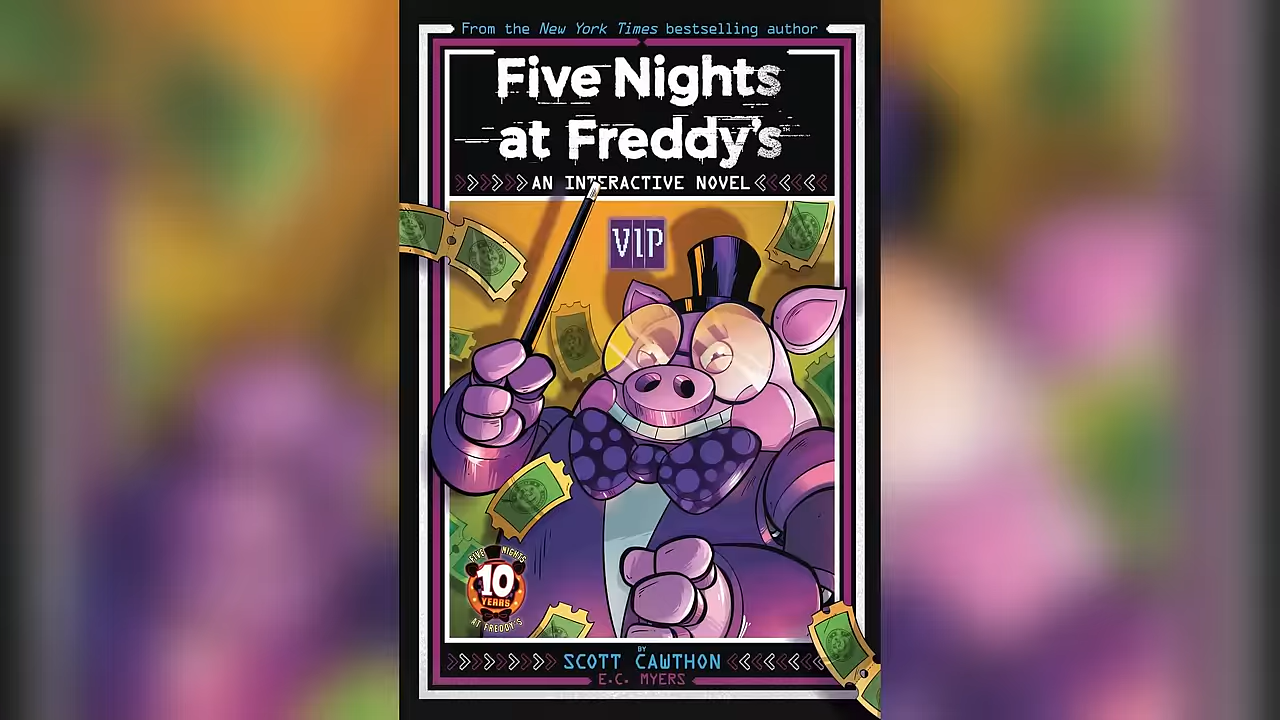 From the New York Times bestselling author
Five Nights
at Freddy's™
AN INTERACTIVE NOVEL
VIP
FIVE NIGHTS
10
YEARS
AT FREDDY'S
BY
SCOTT CAWTHON
E.C. MYERS